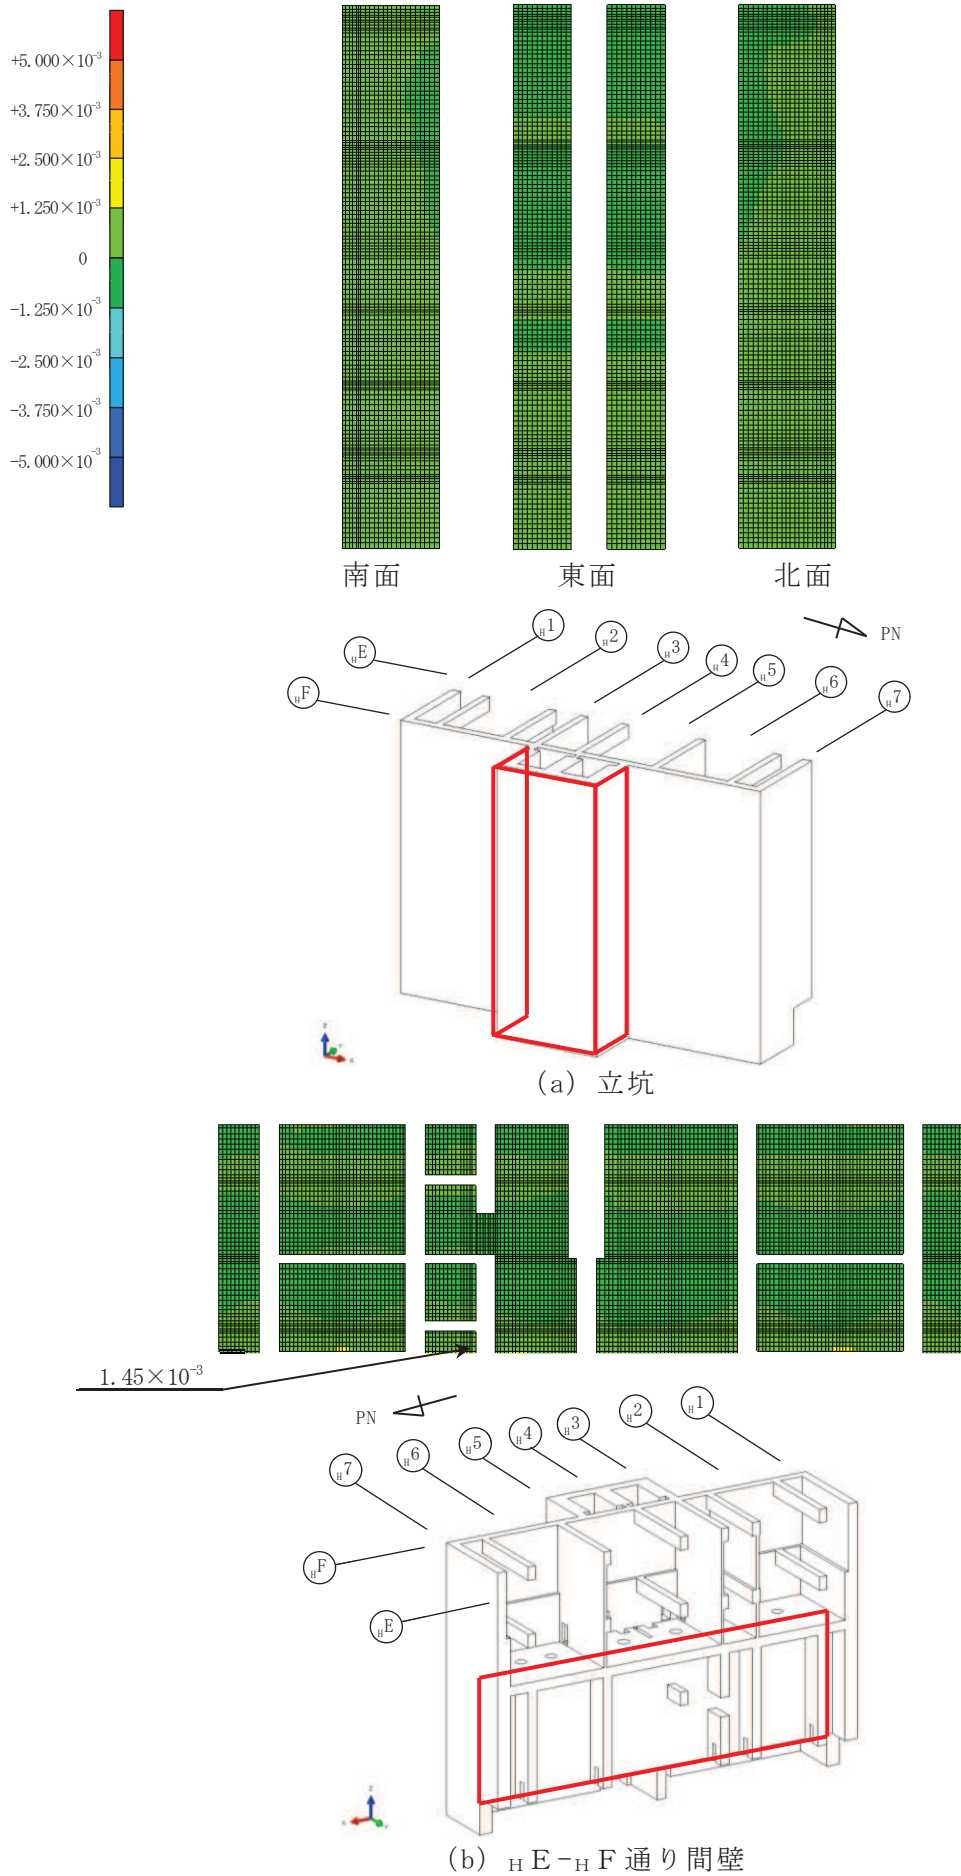 +5.000×10⁻³
+3.750×10⁻³
+2.500×10⁻³
+1.250×10⁻³
0
-1.250×10⁻³
-2.500×10⁻³
-3.750×10⁻³
-5.000×10⁻³
南面 東面 北面
H1 H2 H3 H4 H5 H6 H7
HE
HF
PN
z
Y
X
(a) 立坑
1.45×10⁻³
PN
H7 H6 H5 H4 H3 H2 H1
HF
HE
Z
X
Y
(b) HE-HF通り間壁